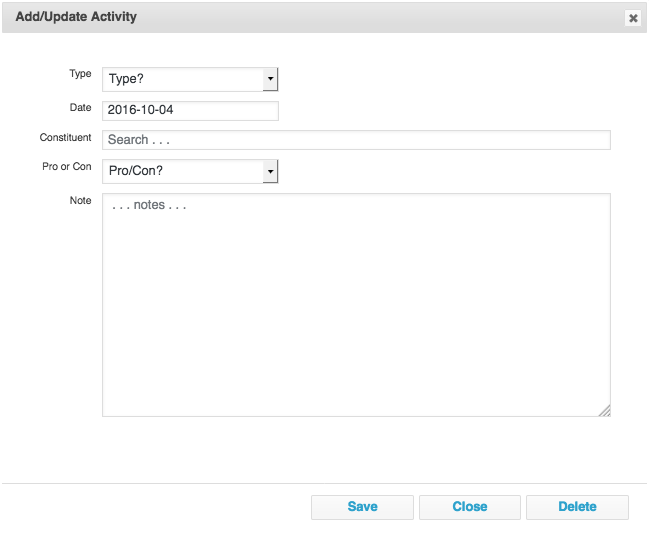 Add/Update Activity
Type Type?
Date 2016-10-04
Constituent Search . . .
Pro or Con Pro/Con?
Note . . . notes . . .
Save Close Delete